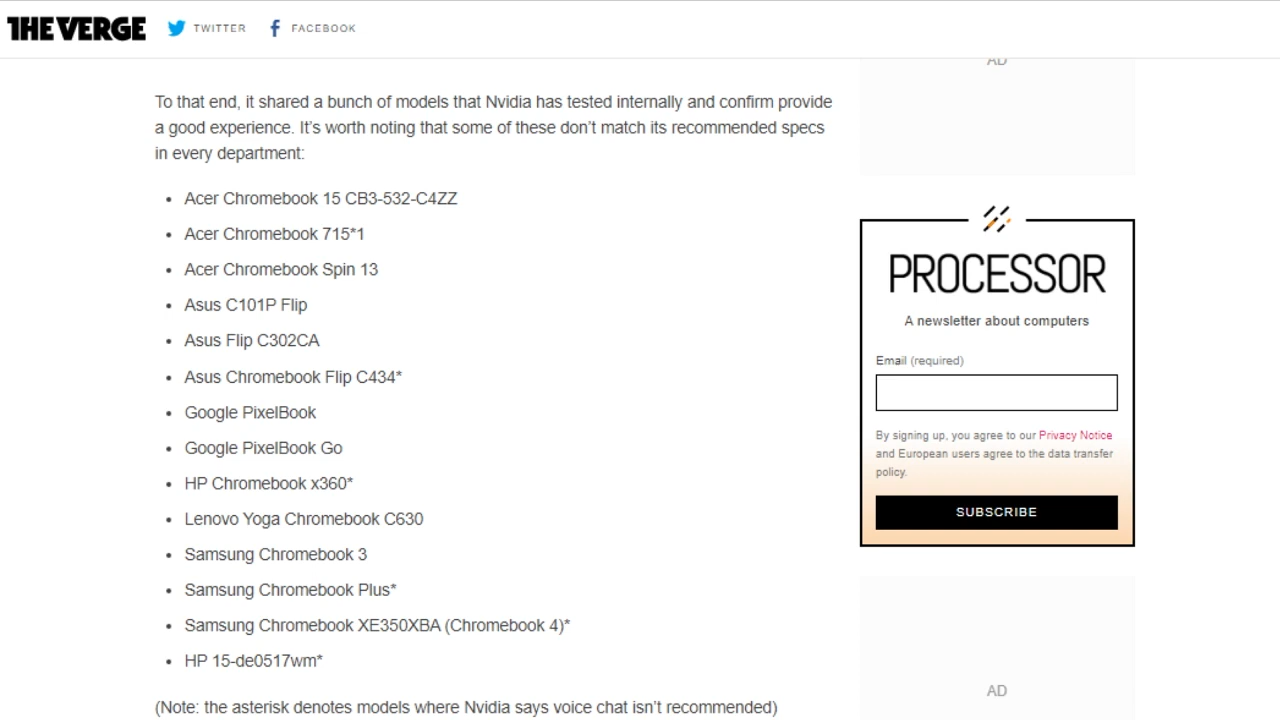 THE VERGE
TWITTER
FACEBOOK
AD
To that end, it shared a bunch of models that Nvidia has tested internally and confirm provide
a good experience. It’s worth noting that some of these don’t match its recommended specs
in every department:
• Acer Chromebook 15 CB3-532-C4ZZ
• Acer Chromebook 715*1
• Acer Chromebook Spin 13
• Asus C101P Flip
• Asus Flip C302CA
• Asus Chromebook Flip C434*
• Google PixelBook
• Google PixelBook Go
• HP Chromebook x360*
• Lenovo Yoga Chromebook C630
• Samsung Chromebook 3
• Samsung Chromebook Plus*
• Samsung Chromebook XE350XBA (Chromebook 4)*
• HP 15-de0517wm*
(Note: the asterisk denotes models where Nvidia says voice chat isn’t recommended)
PROCESSOR
A newsletter about computers
Email (required)
By signing up, you agree to our Privacy Notice
and European users agree to the data transfer
policy.
SUBSCRIBE
AD